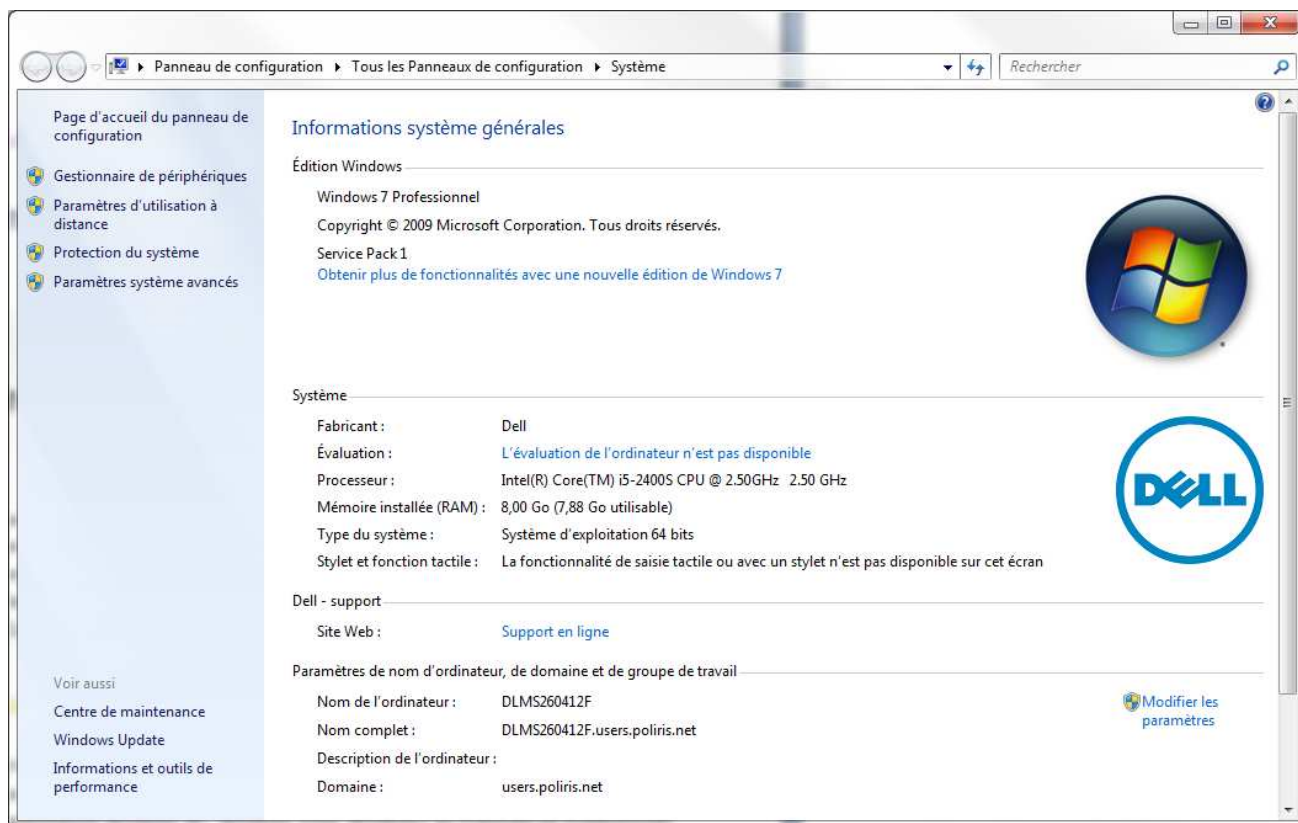 Panneau de configuration ▸ Tous les Panneaux de configuration ▸ Système
Rechercher
Page d'accueil du panneau de
configuration
Gestionnaire de périphériques
Paramètres d'utilisation à
distance
Protection du système
Paramètres système avancés
Voir aussi
Centre de maintenance
Windows Update
Informations et outils de
performance
Informations système générales
Édition Windows
Windows 7 Professionnel
Copyright © 2009 Microsoft Corporation. Tous droits réservés.
Service Pack 1
Obtenir plus de fonctionnalités avec une nouvelle édition de Windows 7
Système
Fabricant : Dell
Évaluation : L'évaluation de l'ordinateur n'est pas disponible
Processeur : Intel(R) Core(TM) i5-2400S CPU @ 2.50GHz 2.50 GHz
Mémoire installée (RAM) : 8,00 Go (7,88 Go utilisable)
Type du système : Système d'exploitation 64 bits
Stylet et fonction tactile : La fonctionnalité de saisie tactile ou avec un stylet n'est pas disponible sur cet écran
DELL
Dell - support
Site Web : Support en ligne
Paramètres de nom d'ordinateur, de domaine et de groupe de travail
Nom de l'ordinateur : DLMS260412F
Modifier les
paramètres
Nom complet : DLMS260412F.users.poliris.net
Description de l'ordinateur :
Domaine : users.poliris.net